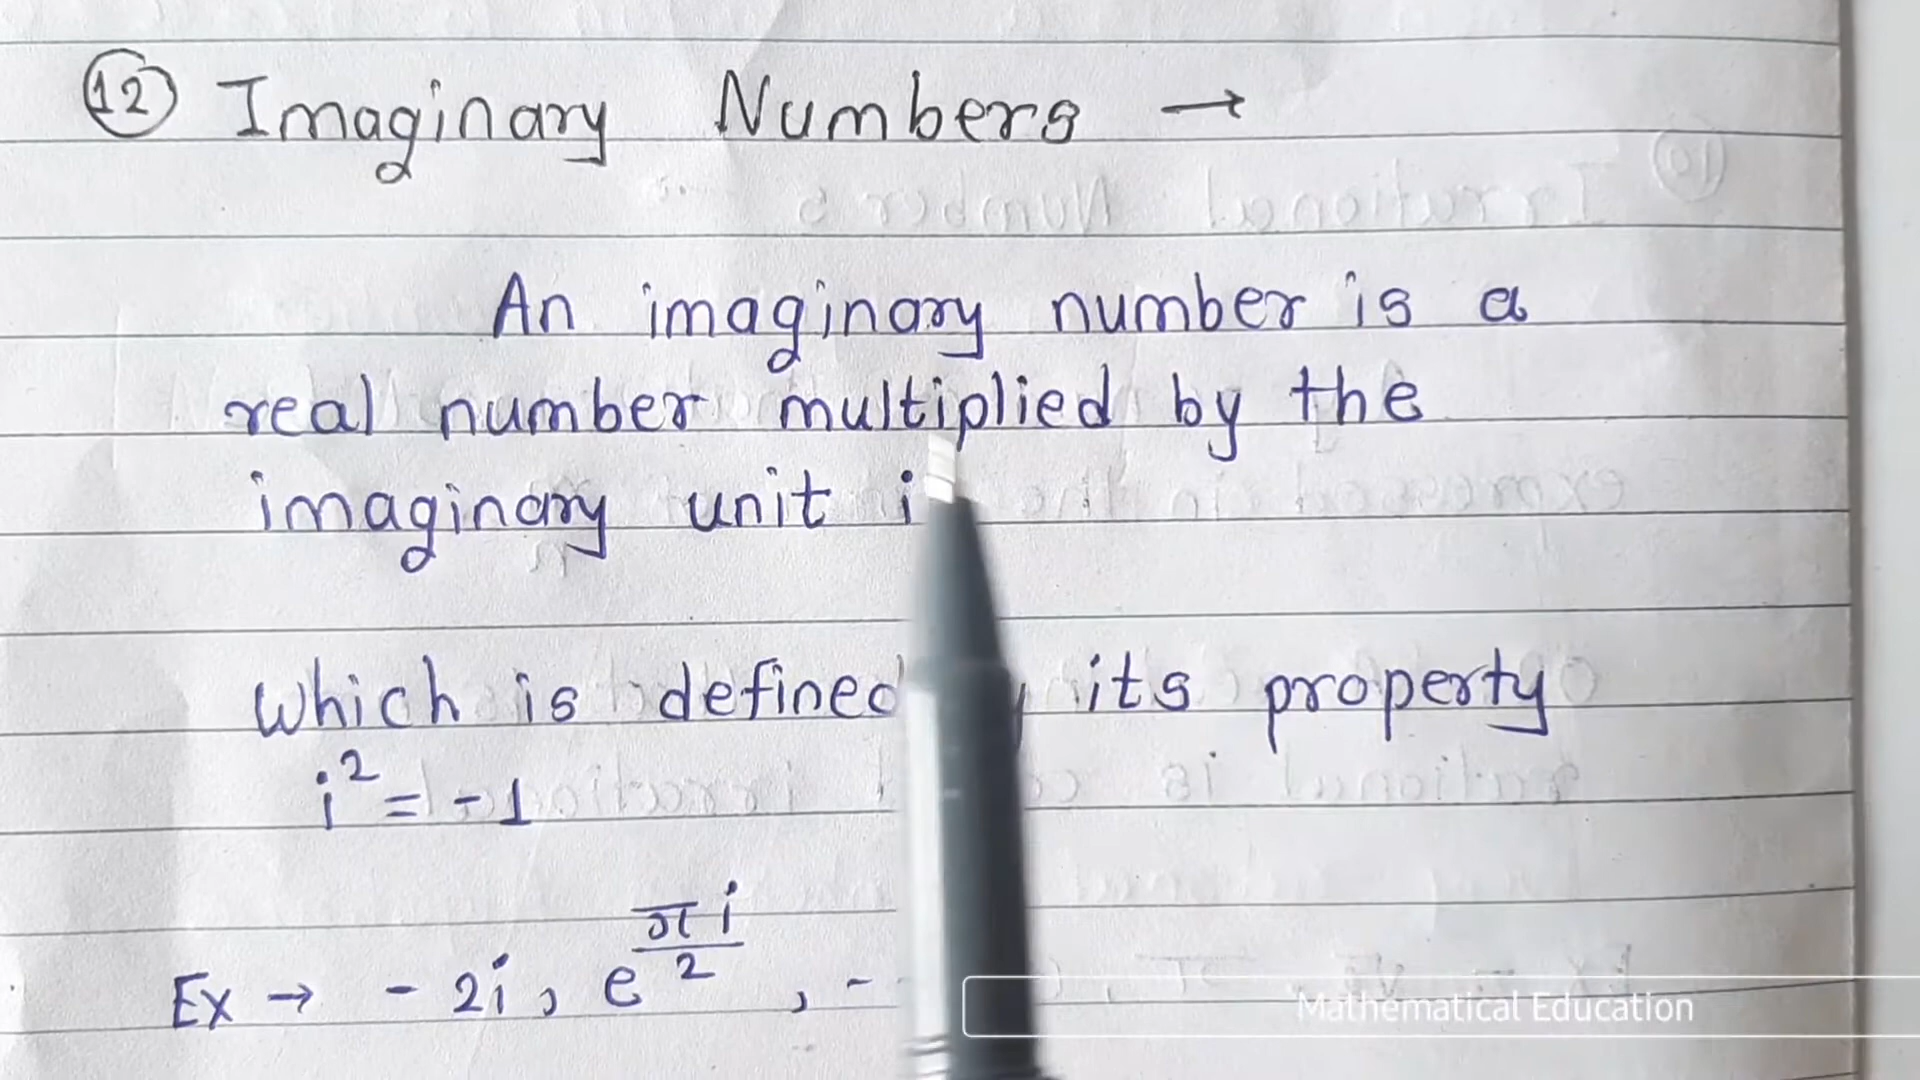 12 Imaginary Numbers →
An imaginary number is a
real number multiplied by the
imaginary unit i
Which is defined its property
i² = -1
Ex → - 2i, e^(πi/2), -
Mathematical Education